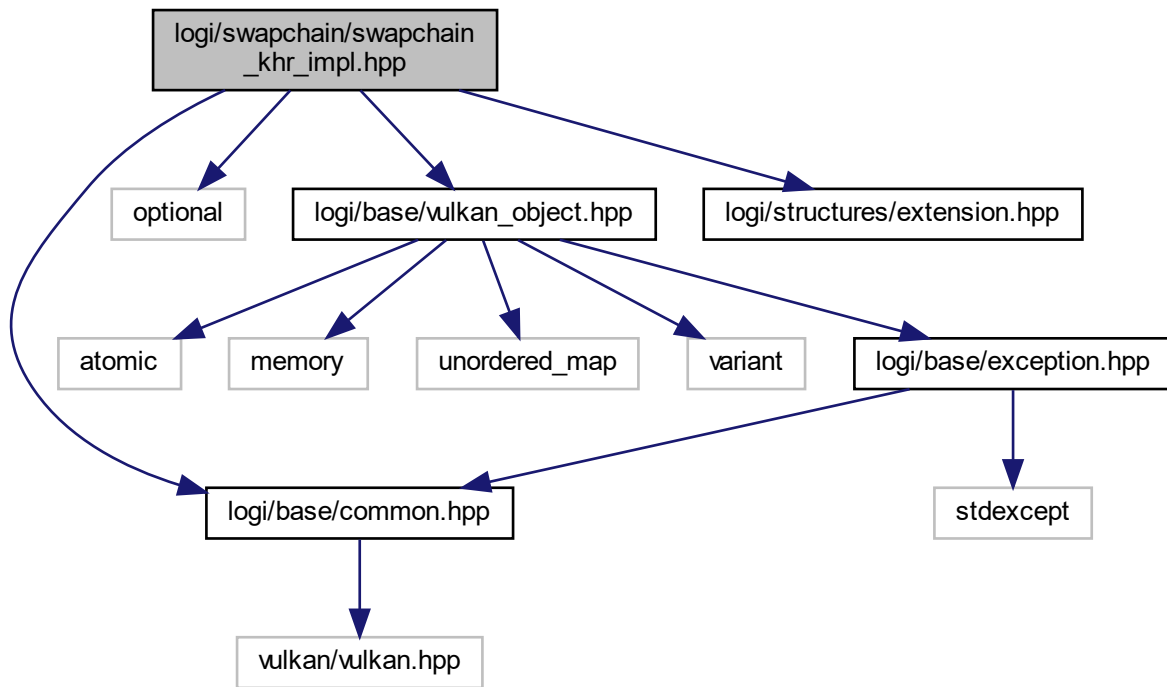 logi/swapchain/swapchain
_khr_impl.hpp
optional
logi/base/vulkan_object.hpp
logi/structures/extension.hpp
atomic
memory
unordered_map
variant
logi/base/exception.hpp
logi/base/common.hpp
stdexcept
vulkan/vulkan.hpp